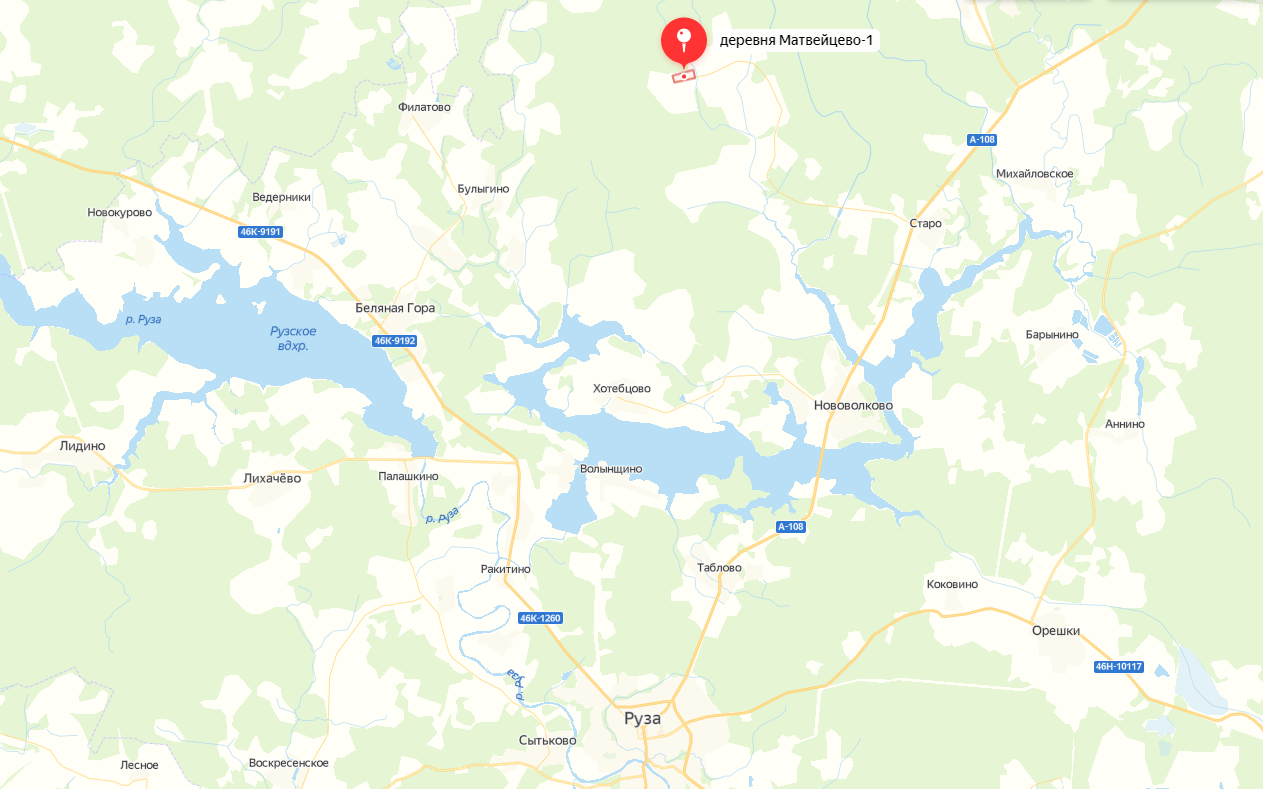 деревня Матвейцево-1
Филатово
А-108
Михайловское
Булыгино
Ведерники
Новокурово
Старо
46К-9191
Беляная Гора
р. Руза
Рузское
вдхр.
46К-9192
Барынино
Хотебцово
Нововолково
Аннино
Лидино
Волынщино
Лихачёво
Палашкино
р. Руза
А-108
Ракитино
Таблово
Коковино
46К-1260
Орешки
46Н-10117
р. Руза
Руза
Сытьково
Лесное
Воскресенское